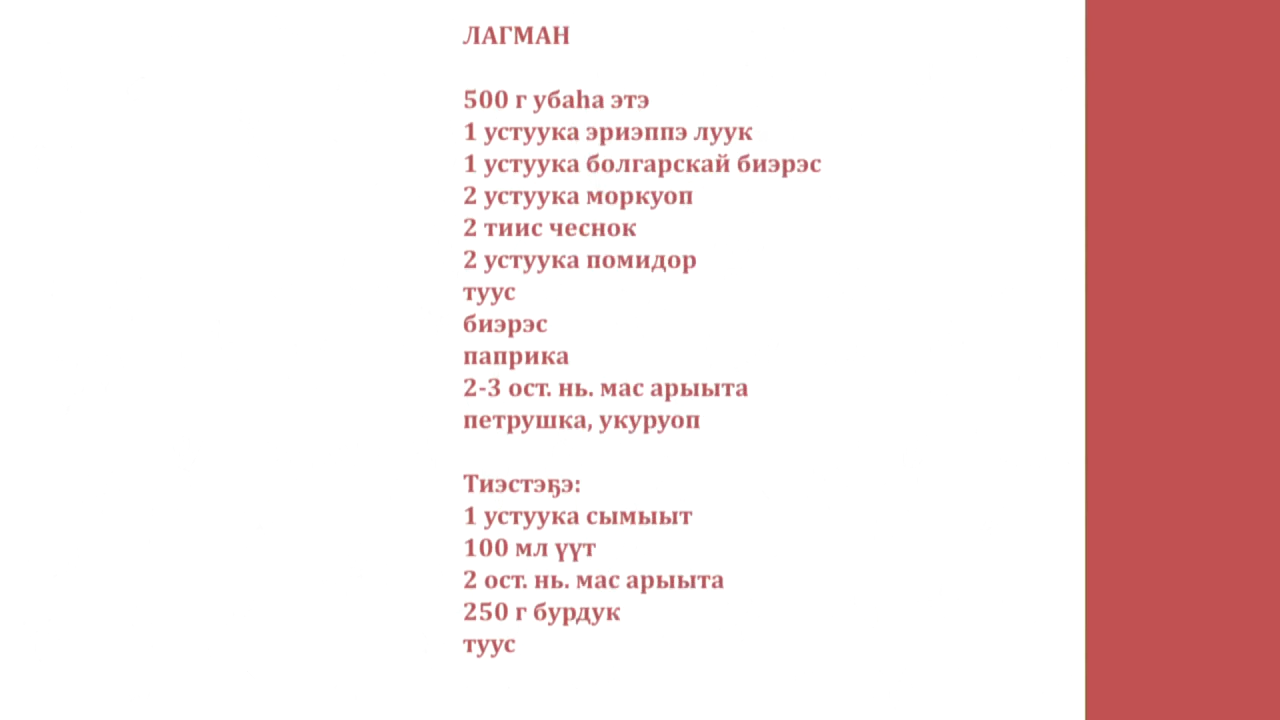 ЛАГМАН
500 г убаһа этэ
1 устуука эриэппэ луук
1 устуука болгарскай биэрэс
2 устуука моркуоп
2 тиис чеснок
2 устуука помидор
туус
биэрэс
паприка
2-3 ост. нь. мас арыыта
петрушка, укуруоп
Тиэстэҕэ:
1 устуука сымыыт
100 мл үүт
2 ост. нь. мас арыыта
250 г бурдук
туус